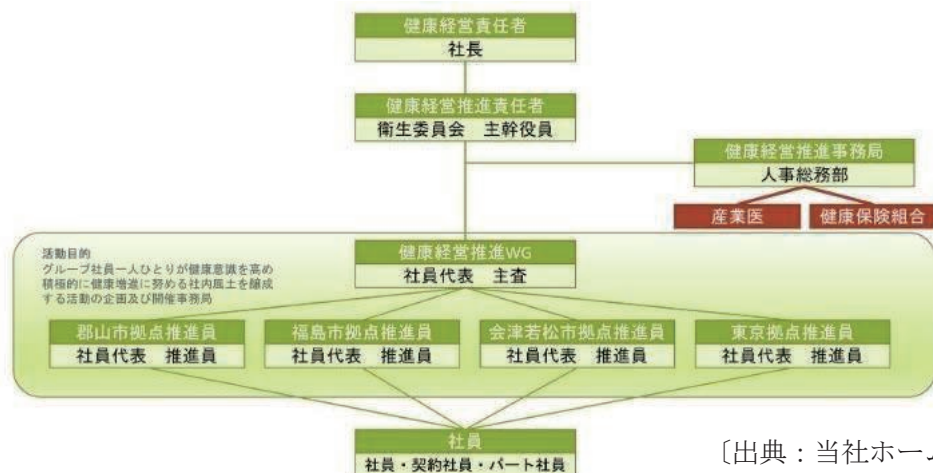 健康経営責任者
社長
健康経営推進責任者
衛生委員会 主幹役員
健康経営推進事務局
人事総務部
産業医
健康保険組合
活動目的
グループ社員一人ひとりが健康意識を高め
積極的に健康増進に努める社内風土を醸成
する活動の企画及び開催事務局
健康経営推進WG
社員代表 主査
郡山市拠点推進員
社員代表 推進員
福島市拠点推進員
社員代表 推進員
会津若松市拠点推進員
社員代表 推進員
東京拠点推進員
社員代表 推進員
社員
社員・契約社員・パート社員
〔出典：当社ホーム